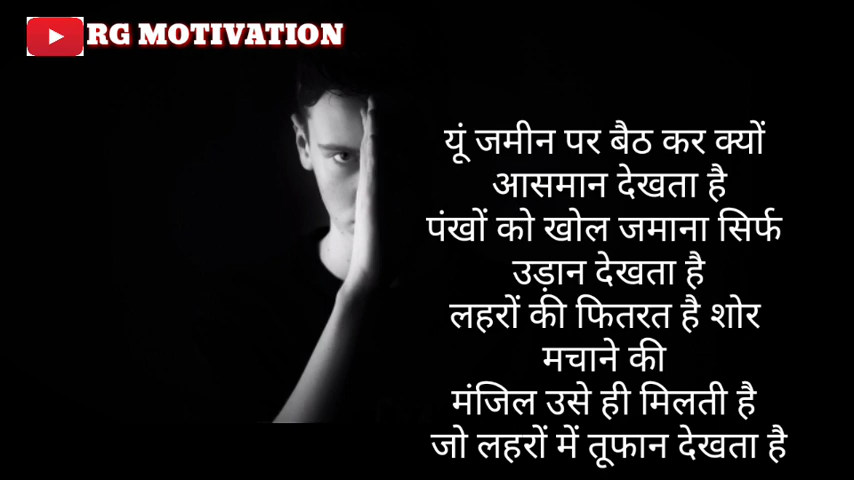 RG MOTIVATION
यूं जमीन पर बैठ कर क्यों
आसमान देखता है
पंखों को खोल जमाना सिर्फ
उड़ान देखता है
लहरों की फितरत है शोर
मचाने की
मंजिल उसे ही मिलती है
जो लहरों में तूफान देखता है